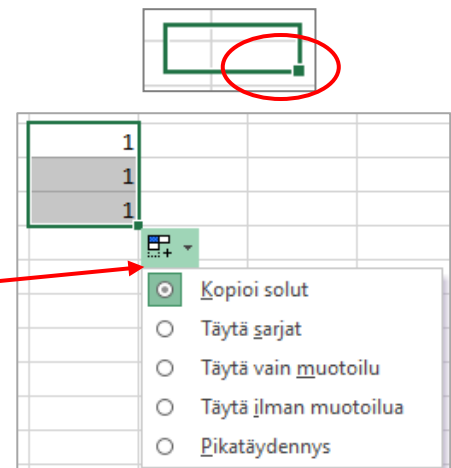 1
1
1
Kopioi solut
Täytä sarjat
Täytä vain muotoilu
Täytä ilman muotoilua
Pikatäydennys